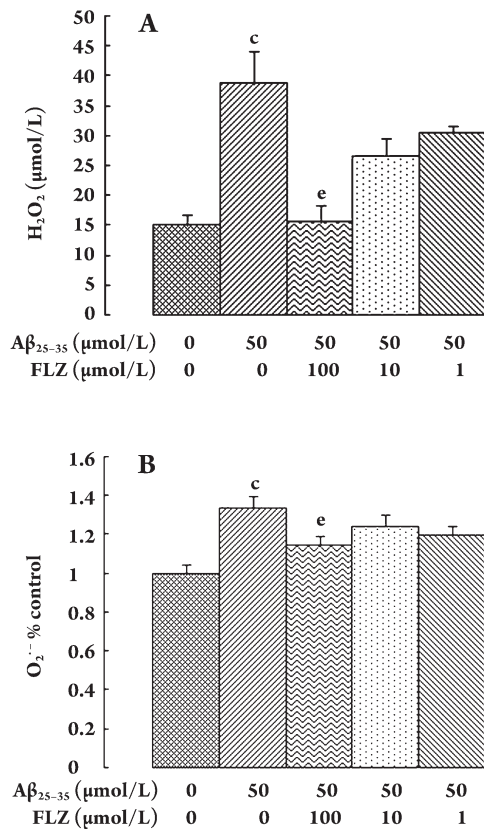 A
50
45
40
35
30
25
20
15
10
5
0
H₂O₂ (μmol/L)
c
e
Aβ₂₅₋₃₅ (μmol/L) 0 50 50 50 50
FLZ (μmol/L) 0 0 100 10 1
B
1.6
1.4
1.2
1
0.8
0.6
0.4
0.2
0
O₂·⁻ % control
c
e
Aβ₂₅₋₃₅ (μmol/L) 0 50 50 50 50
FLZ (μmol/L) 0 0 100 10 1